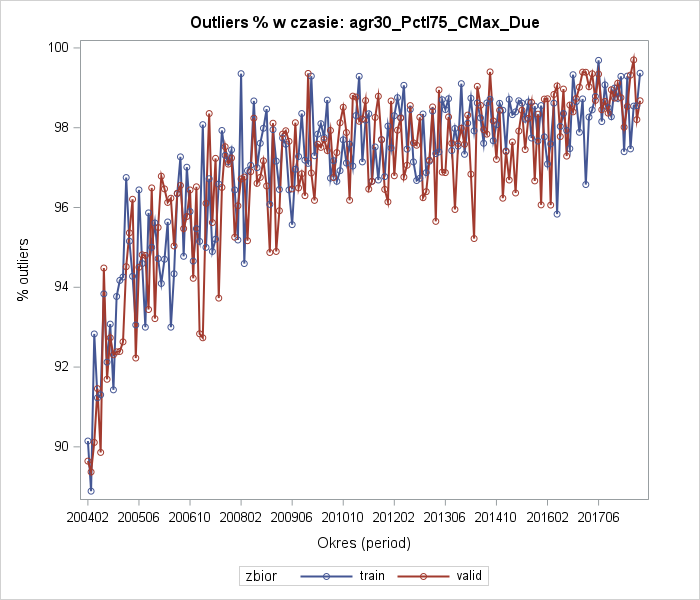 Outliers % w czasie: agr30_Pctl75_CMax_Due
% outliers
100
98
96
94
92
90
200402 200506 200610 200802 200906 201010 201202 201306 201410 201602 201706
Okres (period)
zbior train valid